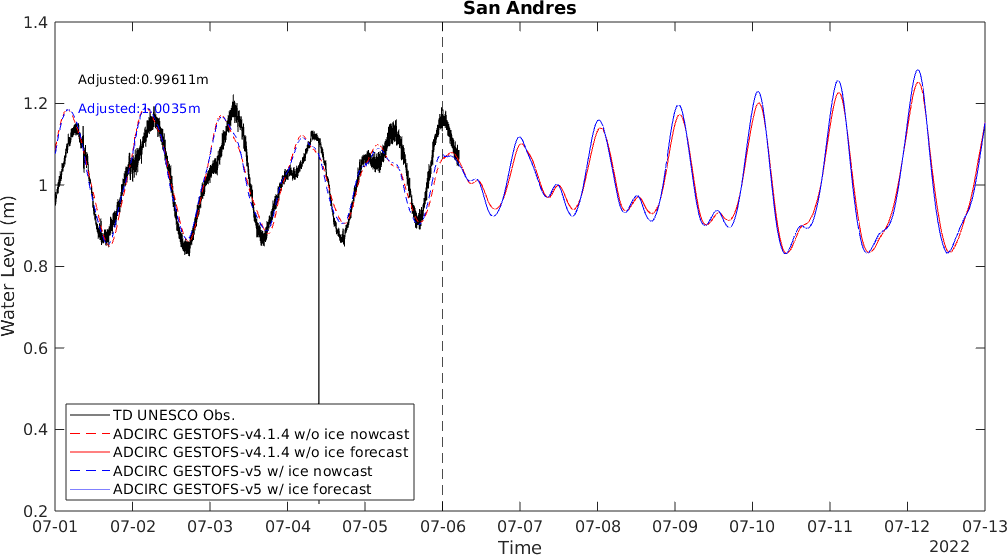 San Andres
1.4
1.2
1
0.8
0.6
0.4
0.2
Water Level (m)
Adjusted:0.99611m
Adjusted:1.0035m
TD UNESCO Obs.
ADCIRC GESTOFS-v4.1.4 w/o ice nowcast
ADCIRC GESTOFS-v4.1.4 w/o ice forecast
ADCIRC GESTOFS-v5 w/ ice nowcast
ADCIRC GESTOFS-v5 w/ ice forecast
07-01 07-02 07-03 07-04 07-05 07-06 07-07 07-08 07-09 07-10 07-11 07-12 07-13
Time
2022